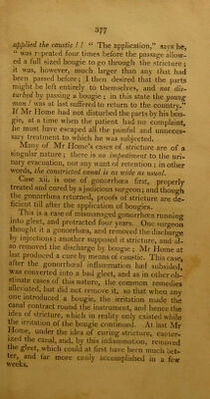 377
applied the caustic ! ! " The application," says he,
" was repeated four times before the passage allow-
ed a full sized bougie to go through the stricture ;
it was, however, much larger than any that had
been passed before ; I then desired that the parts
might be left entirely to themselves, and not dis-
turbed by passing a bougie ; in this state the young
man ! was at last suffered to return to the country."
If Mr Home had not disturbed the parts by his bou-
gie, at a time when the patient had no complaint,
he must have escaped all the painful and unneces-
sary treatment to which he was subjected.
Many of Mr Home's cases of stricture are of a
singular nature ; there is no impediment to the uri-
nary evacuation, nor any want of retention : in other
words, the constricted canal is as wide as usual.
Case xii. is one of gonorrhœa first, properly
treated and cured by a judicious surgeon; and though
the gonorrhœa returned, proofs of stricture are de-
ficient till after the application of bougies.
This is a case of mismanaged gonorrhœa running
into gleet, and protracted four years. One surgeon
thought it a gonorrhœa, and removed the discharge
by injections ; another supposed it stricture, and al-
so removed the discharge by bougie ; Mr Home at
last produced a cure by means of caustic. This case,
after the gonorrhœal inflammation had subsided,
was converted into a bad gleet, and as in other ob-
stinate cases of this nature, the common remedies
alleviated, but did not remove it, so that when any
one introduced a bougie, the irritation made the
canal contract round the instrument, and hence the
idea of stricture, which in reality only existed while
the irritation of the bougie continued. At last Mr
Home, under the idea of curing stricture, cauter-
ized the canal, and, by this inflammation, removed
the gleet, which could at first have been much bet-
ter, and far more easily accomplished in a few
weeks.